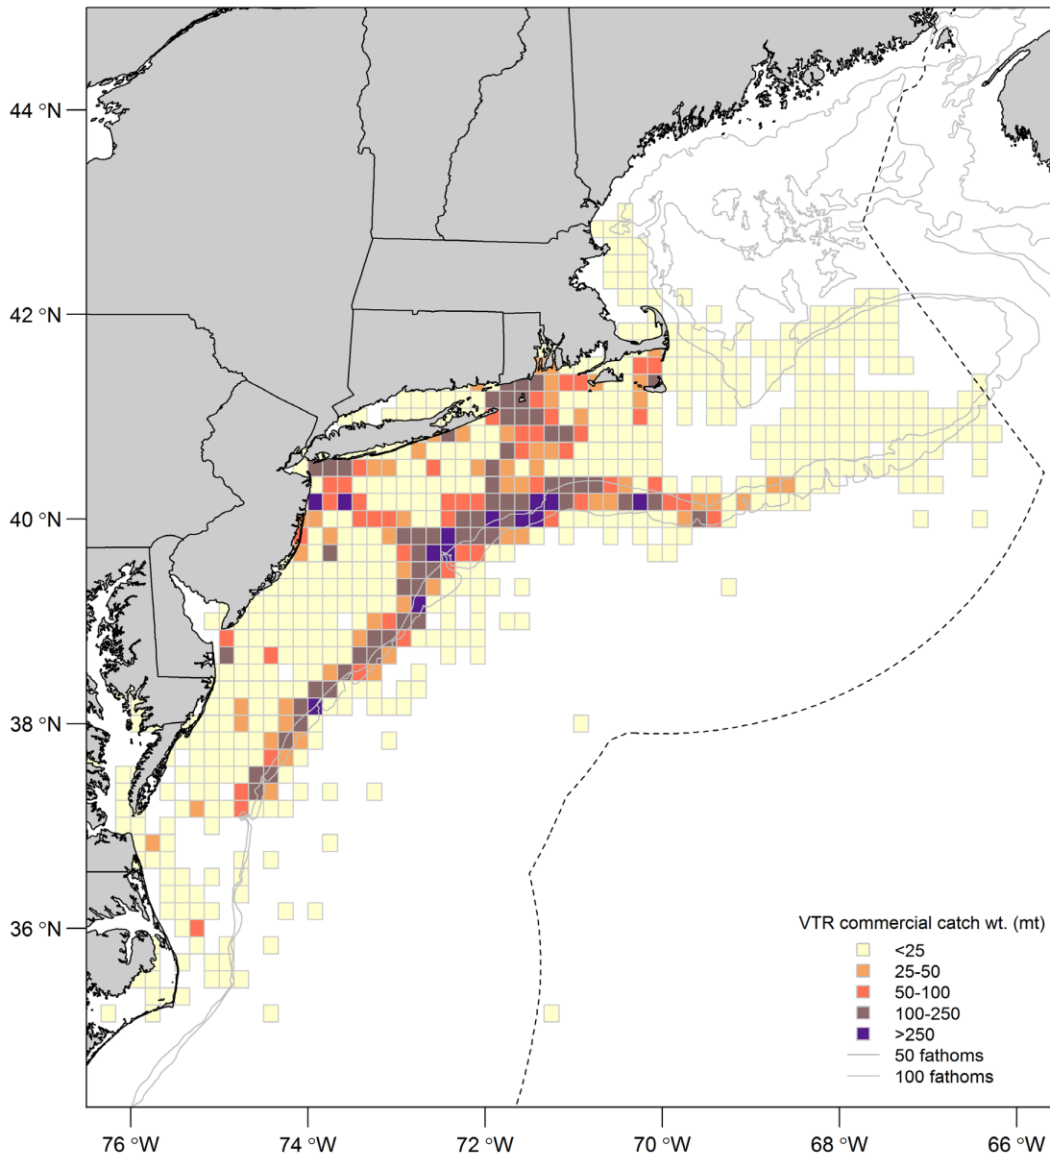 44 °N
42 °N
40 °N
38 °N
36 °N
VTR commercial catch wt. (mt)
<25
25-50
50-100
100-250
>250
50 fathoms
100 fathoms
76 °W 74 °W 72 °W 70 °W 68 °W 66 °W